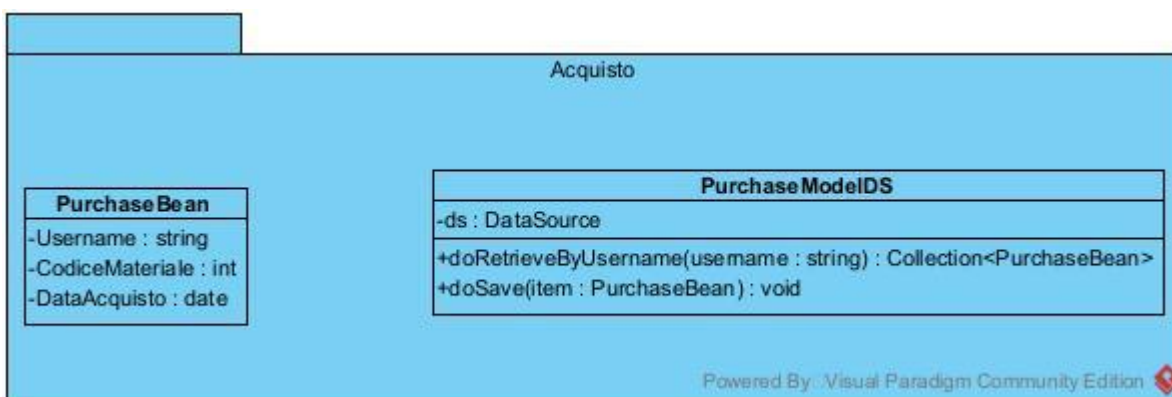 Acquisto
PurchaseBean
-Username : string
-CodiceMateriale : int
-DataAcquisto : date
PurchaseModelDS
-ds : DataSource
+doRetrieveByUsername(username : string) : Collection<PurchaseBean>
+doSave(item : PurchaseBean) : void
Powered By Visual Paradigm Community Edition